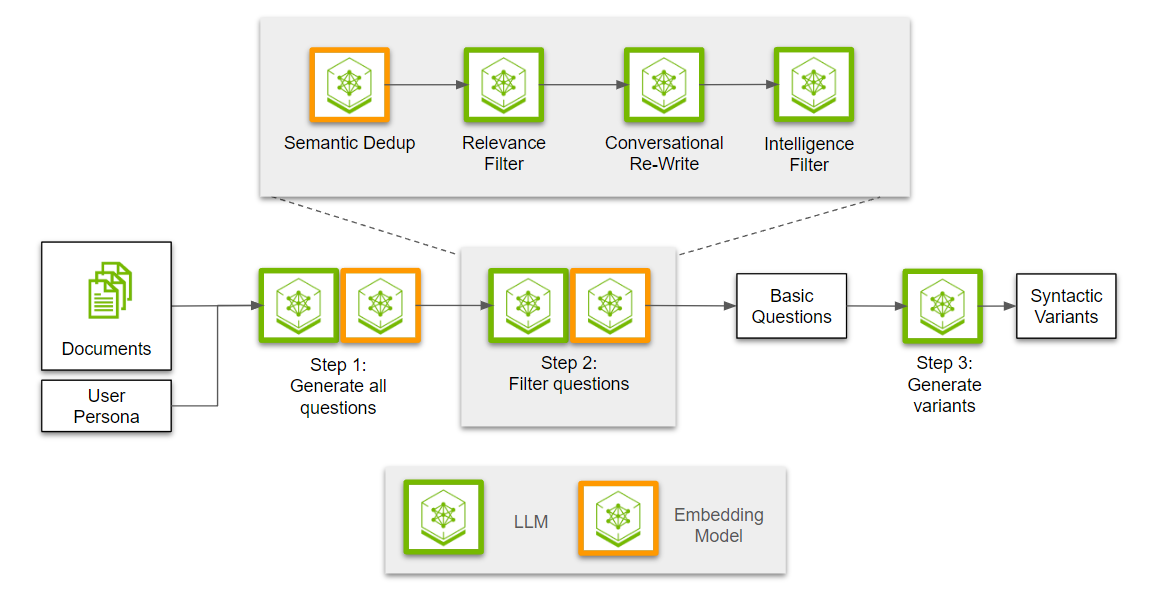 Semantic Dedup
Relevance
Filter
Conversational
Re-Write
Intelligence
Filter
Documents
User
Persona
Step 1:
Generate all
questions
Step 2:
Filter questions
Basic
Questions
Step 3:
Generate
variants
Syntactic
Variants
LLM
Embedding
Model